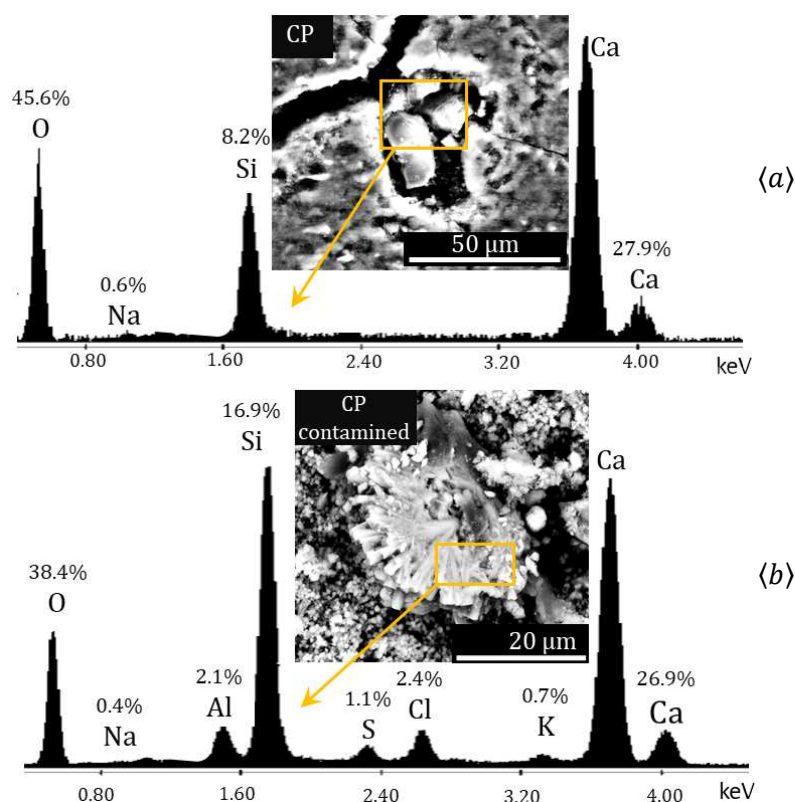 CP
Ca
45.6%
O
8.2%
Si
⟨a⟩
50 µm
27.9%
Ca
0.6%
Na
0.80 1.60 2.40 3.20 4.00 keV
16.9%
Si
CP
contamined
Ca
38.4%
O
⟨b⟩
20 µm
2.1%
Al
1.1%
S
2.4%
Cl
0.7%
K
26.9%
Ca
0.4%
Na
0.80 1.60 2.40 3.20 4.00 keV